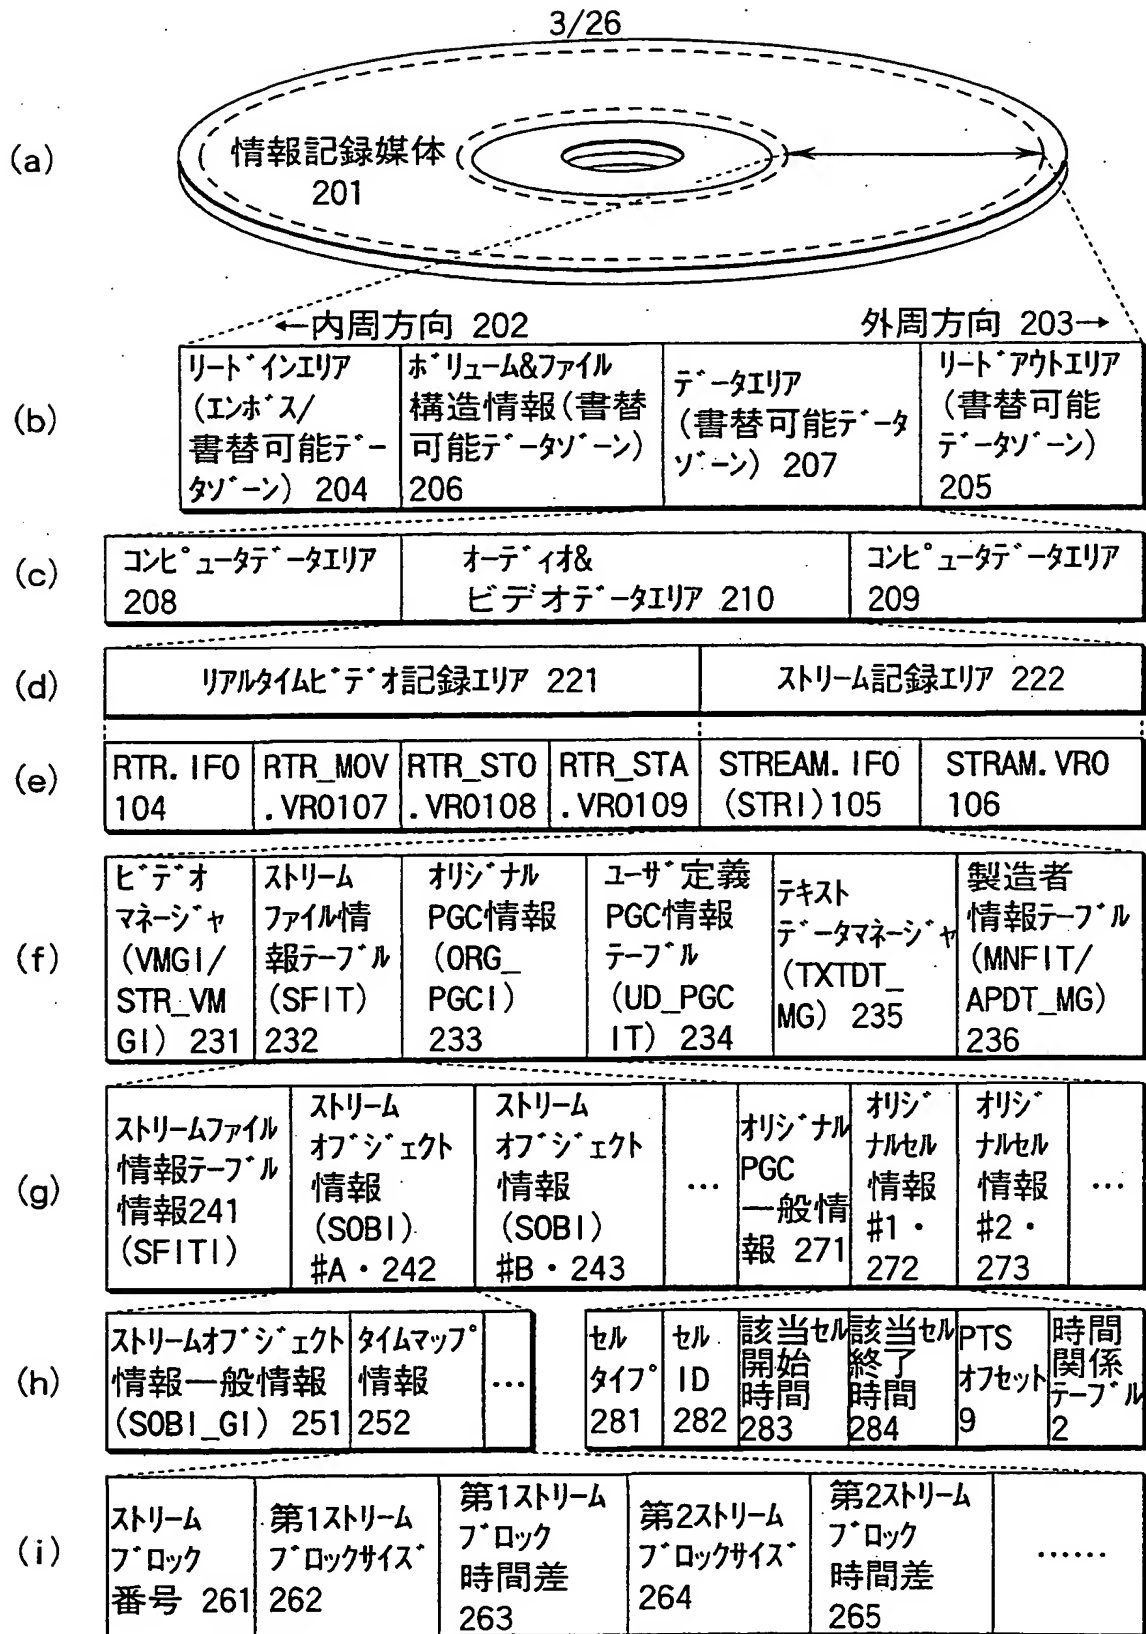 3/26
(a)
情報記録媒体
201
←内周方向 202
外周方向 203→
(b)
リードインエリア
(エンボス/
書替可能デー
タゾーン) 204
ボリューム&ファイル
構造情報(書替
可能データゾーン)
206
データエリア
(書替可能データ
ゾーン) 207
リードアウトエリア
(書替可能
データゾーン)
205
(c)
コンピュータデータエリア
208
オーディオ&
ビデオデータエリア 210
コンピュータデータエリア
209
(d)
リアルタイムビデオ記録エリア 221
ストリーム記録エリア 222
(e)
RTR.IFO
104
RTR_MOV
.VRO107
RTR_STO
.VRO108
RTR_STA
.VRO109
STREAM.IFO
(STRI)105
STRAM.VRO
106
(f)
ビデオ
マネージャ
(VMGI/
STR_VM
GI) 231
ストリーム
ファイル情
報テーブル
(SFIT)
232
オリジナル
PGC情報
(ORG_
PGCI)
233
ユーザ定義
PGC情報
テーブル
(UD_PGC
IT) 234
テキスト
データマネージャ
(TXTDT_
MG) 235
製造者
情報テーブル
(MNFIT/
APDT_MG)
236
(g)
ストリームファイル
情報テーブル
情報241
(SFITI)
ストリーム
オブジェクト
情報
(SOBI)
#A・242
ストリーム
オブジェクト
情報
(SOBI)
#B・243
…
オリジナル
PGC
一般情
報 271
オリジ
ナルセル
情報
#1・
272
オリジ
ナルセル
情報
#2・
273
…
(h)
ストリームオブジェクト
情報一般情報
(SOBI_GI) 251
タイムマップ
情報
252
…
セル
タイプ
281
セル
ID
282
該当セル
開始
時間
283
該当セル
終了
時間
284
PTS
オフセット
9
時間
関係
テーブル
2
(i)
ストリーム
ブロック
番号 261
第1ストリーム
ブロックサイズ
262
第1ストリーム
ブロック
時間差
263
第2ストリーム
ブロックサイズ
264
第2ストリーム
ブロック
時間差
265
……